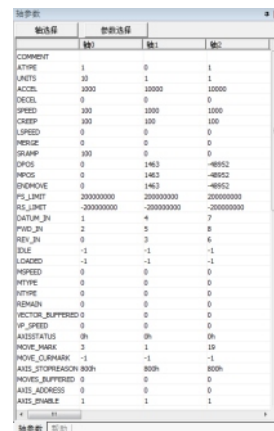 轴参数
轴选择 参数选择
轴0 轴1 轴2
COMMENT
ATYPE 1 0 1
UNITS 10 1 1
ACCEL 1000 10000 10000
DECEL 0 0 0
SPEED 100 1000 1000
CREEP 100 100 100
LSPEED 0 0 0
MERGE 0 0 0
SRAMP 100 0 0
DPOS 0 1463 -48952
MPOS 0 1463 -48952
ENDMOVE 0 1463 -48952
FS_LIMIT 200000000 200000000 200000000
RS_LIMIT -200000000 -200000000 -200000000
DATUM_IN 1 4 7
FWD_IN 2 5 8
REV_IN 0 3 6
IDLE -1 -1 -1
LOADED -1 -1 -1
MSPEED 0 0 0
MTYPE 0 0 0
NTYPE 0 0 0
REMAIN 0 0 0
VECTOR_BUFFERED 0 0 0
VP_SPEED 0 0 0
AXISSTATUS 0h 0h 0h
MOVE_MARK 3 1 19
MOVE_CURMARK -1 -1 -1
AXIS_STOPREASON 800h 800h 800h
MOVES_BUFFERED 0 0 0
AXIS_ADDRESS 0 0 0
AXIS_ENABLE 1 1 1
轴参数 帮助